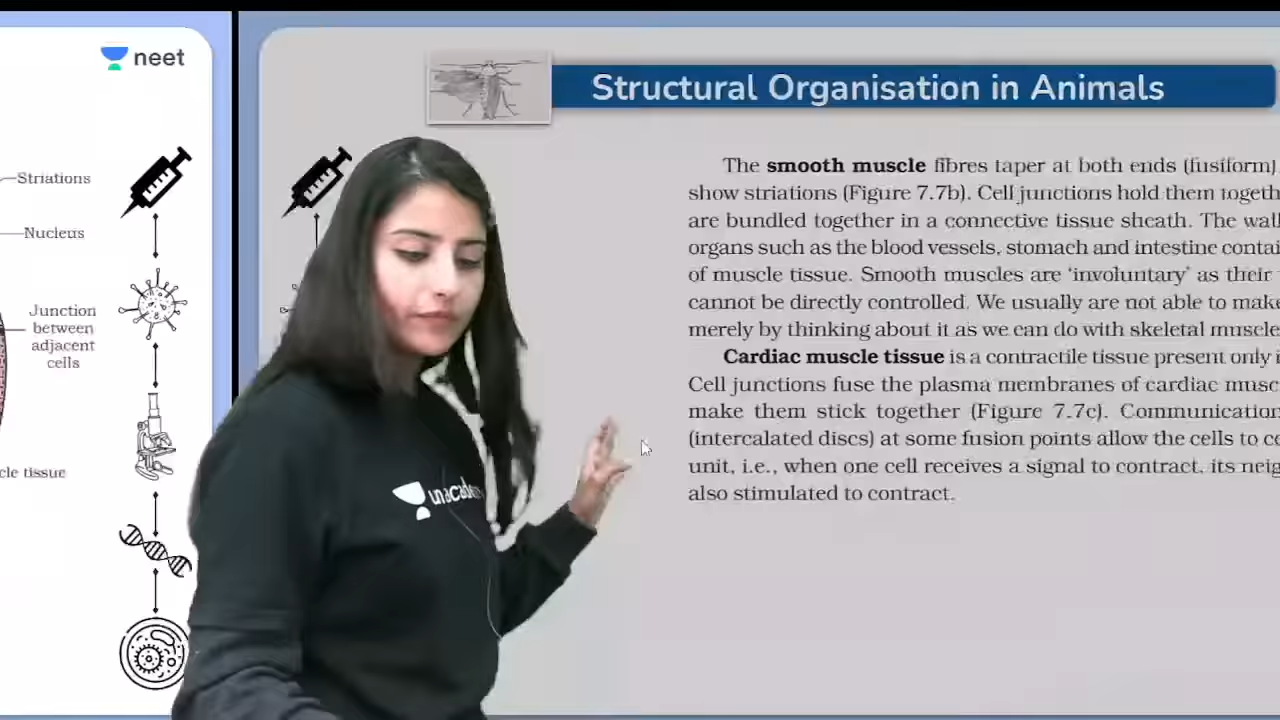 neet
Striations
Nucleus
Junction
between
adjacent
cells
cle tissue
Structural Organisation in Animals
The smooth muscle fibres taper at both ends (fusiform)
show striations (Figure 7.7b). Cell junctions hold them togeth
are bundled together in a connective tissue sheath. The wal
organs such as the blood vessels, stomach and intestine contai
of muscle tissue. Smooth muscles are ‘involuntary’ as their
cannot be directly controlled. We usually are not able to make
merely by thinking about it as we can do with skeletal muscle
Cardiac muscle tissue is a contractile tissue present only i
Cell junctions fuse the plasma membranes of cardiac musc
make them stick together (Figure 7.7c). Communication
(intercalated discs) at some fusion points allow the cells to co
unit, i.e., when one cell receives a signal to contract, its neig
also stimulated to contract.
unacade